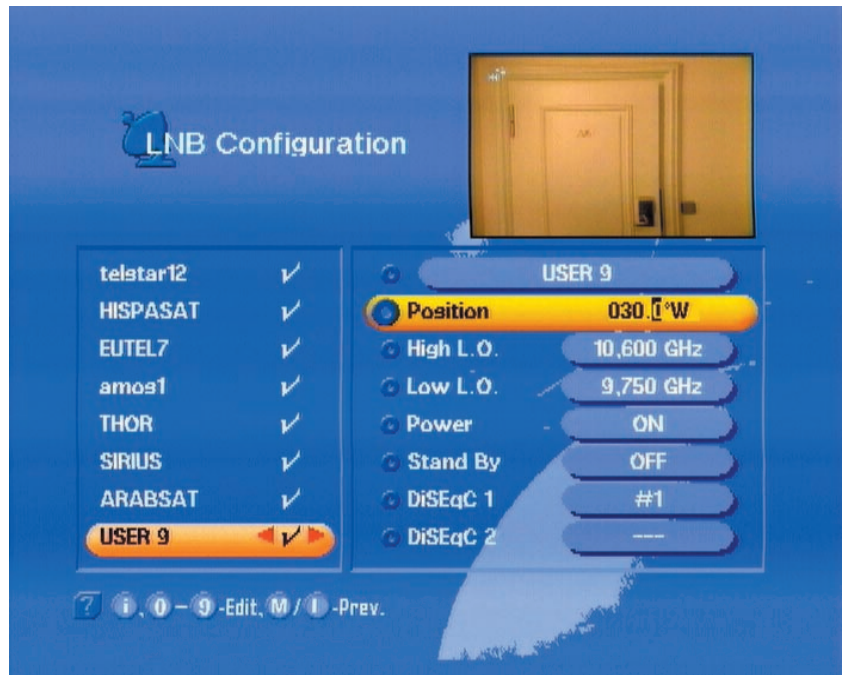 LNB Configuration
telstar12
HISPASAT
EUTEL7
amos1
THOR
SIRIUS
ARABSAT
USER 9
USER 9
Position 030. °W
High L.O. 10,600 GHz
Low L.O. 9,750 GHz
Power ON
Stand By OFF
DiSEqC 1 #1
DiSEqC 2 ---
? i, 0 - 9 -Edit, M / I -Prev.